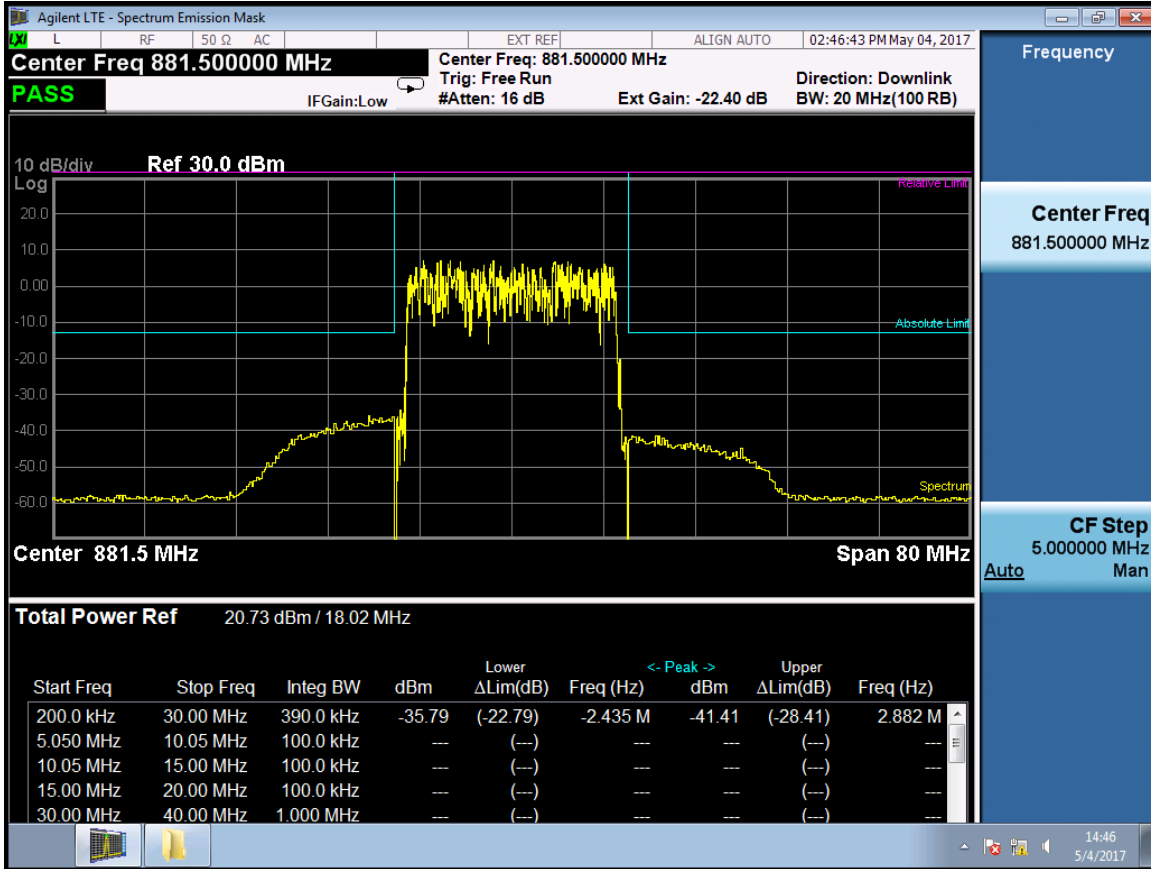 Agilent LTE - Spectrum Emission Mask
LXI L RF 50 Ω AC EXT REF ALIGN AUTO 02:46:43 PM May 04, 2017
Center Freq 881.500000 MHz
Center Freq: 881.500000 MHz
Trig: Free Run
Direction: Downlink
PASS
IFGain:Low
#Atten: 16 dB
Ext Gain: -22.40 dB
BW: 20 MHz(100 RB)
10 dB/div Ref 30.0 dBm
Log
Relative Limit
20.0
10.0
0.00
-10.0
Absolute Limit
-20.0
-30.0
-40.0
-50.0
Spectrum
-60.0
Center 881.5 MHz Span 80 MHz
Total Power Ref 20.73 dBm / 18.02 MHz
Lower <- Peak -> Upper
Start Freq Stop Freq Integ BW dBm ΔLim(dB) Freq (Hz) dBm ΔLim(dB) Freq (Hz)
200.0 kHz 30.00 MHz 390.0 kHz -35.79 (-22.79) -2.435 M -41.41 (-28.41) 2.882 M
5.050 MHz 10.05 MHz 100.0 kHz --- (---) --- --- (---) ---
10.05 MHz 15.00 MHz 100.0 kHz --- (---) --- --- (---) ---
15.00 MHz 20.00 MHz 100.0 kHz --- (---) --- --- (---) ---
30.00 MHz 40.00 MHz 1.000 MHz --- (---) --- --- (---) ---
Frequency
Center Freq
881.500000 MHz
CF Step
5.000000 MHz
Auto Man
14:46
5/4/2017